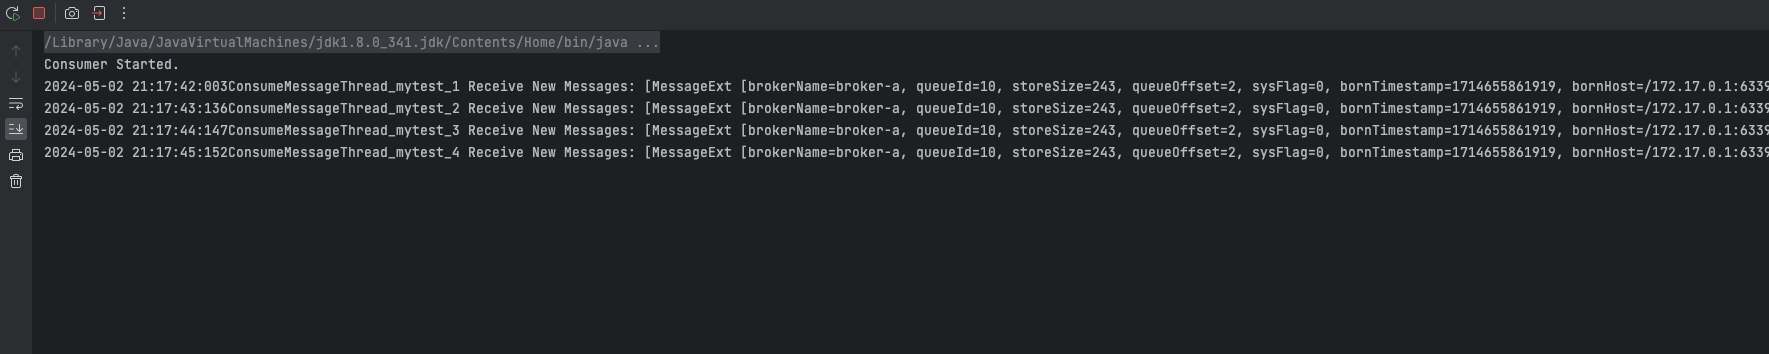 /Library/Java/JavaVirtualMachines/jdk1.8.0_341.jdk/Contents/Home/bin/java ...
Consumer Started.
2024-05-02 21:17:42:003ConsumeMessageThread_mytest_1 Receive New Messages: [MessageExt [brokerName=broker-a, queueId=10, storeSize=243, queueOffset=2, sysFlag=0, bornTimestamp=1714655861919, bornHost=/172.17.0.1:6339
2024-05-02 21:17:43:136ConsumeMessageThread_mytest_2 Receive New Messages: [MessageExt [brokerName=broker-a, queueId=10, storeSize=243, queueOffset=2, sysFlag=0, bornTimestamp=1714655861919, bornHost=/172.17.0.1:6339
2024-05-02 21:17:44:147ConsumeMessageThread_mytest_3 Receive New Messages: [MessageExt [brokerName=broker-a, queueId=10, storeSize=243, queueOffset=2, sysFlag=0, bornTimestamp=1714655861919, bornHost=/172.17.0.1:6339
2024-05-02 21:17:45:152ConsumeMessageThread_mytest_4 Receive New Messages: [MessageExt [brokerName=broker-a, queueId=10, storeSize=243, queueOffset=2, sysFlag=0, bornTimestamp=1714655861919, bornHost=/172.17.0.1:6339